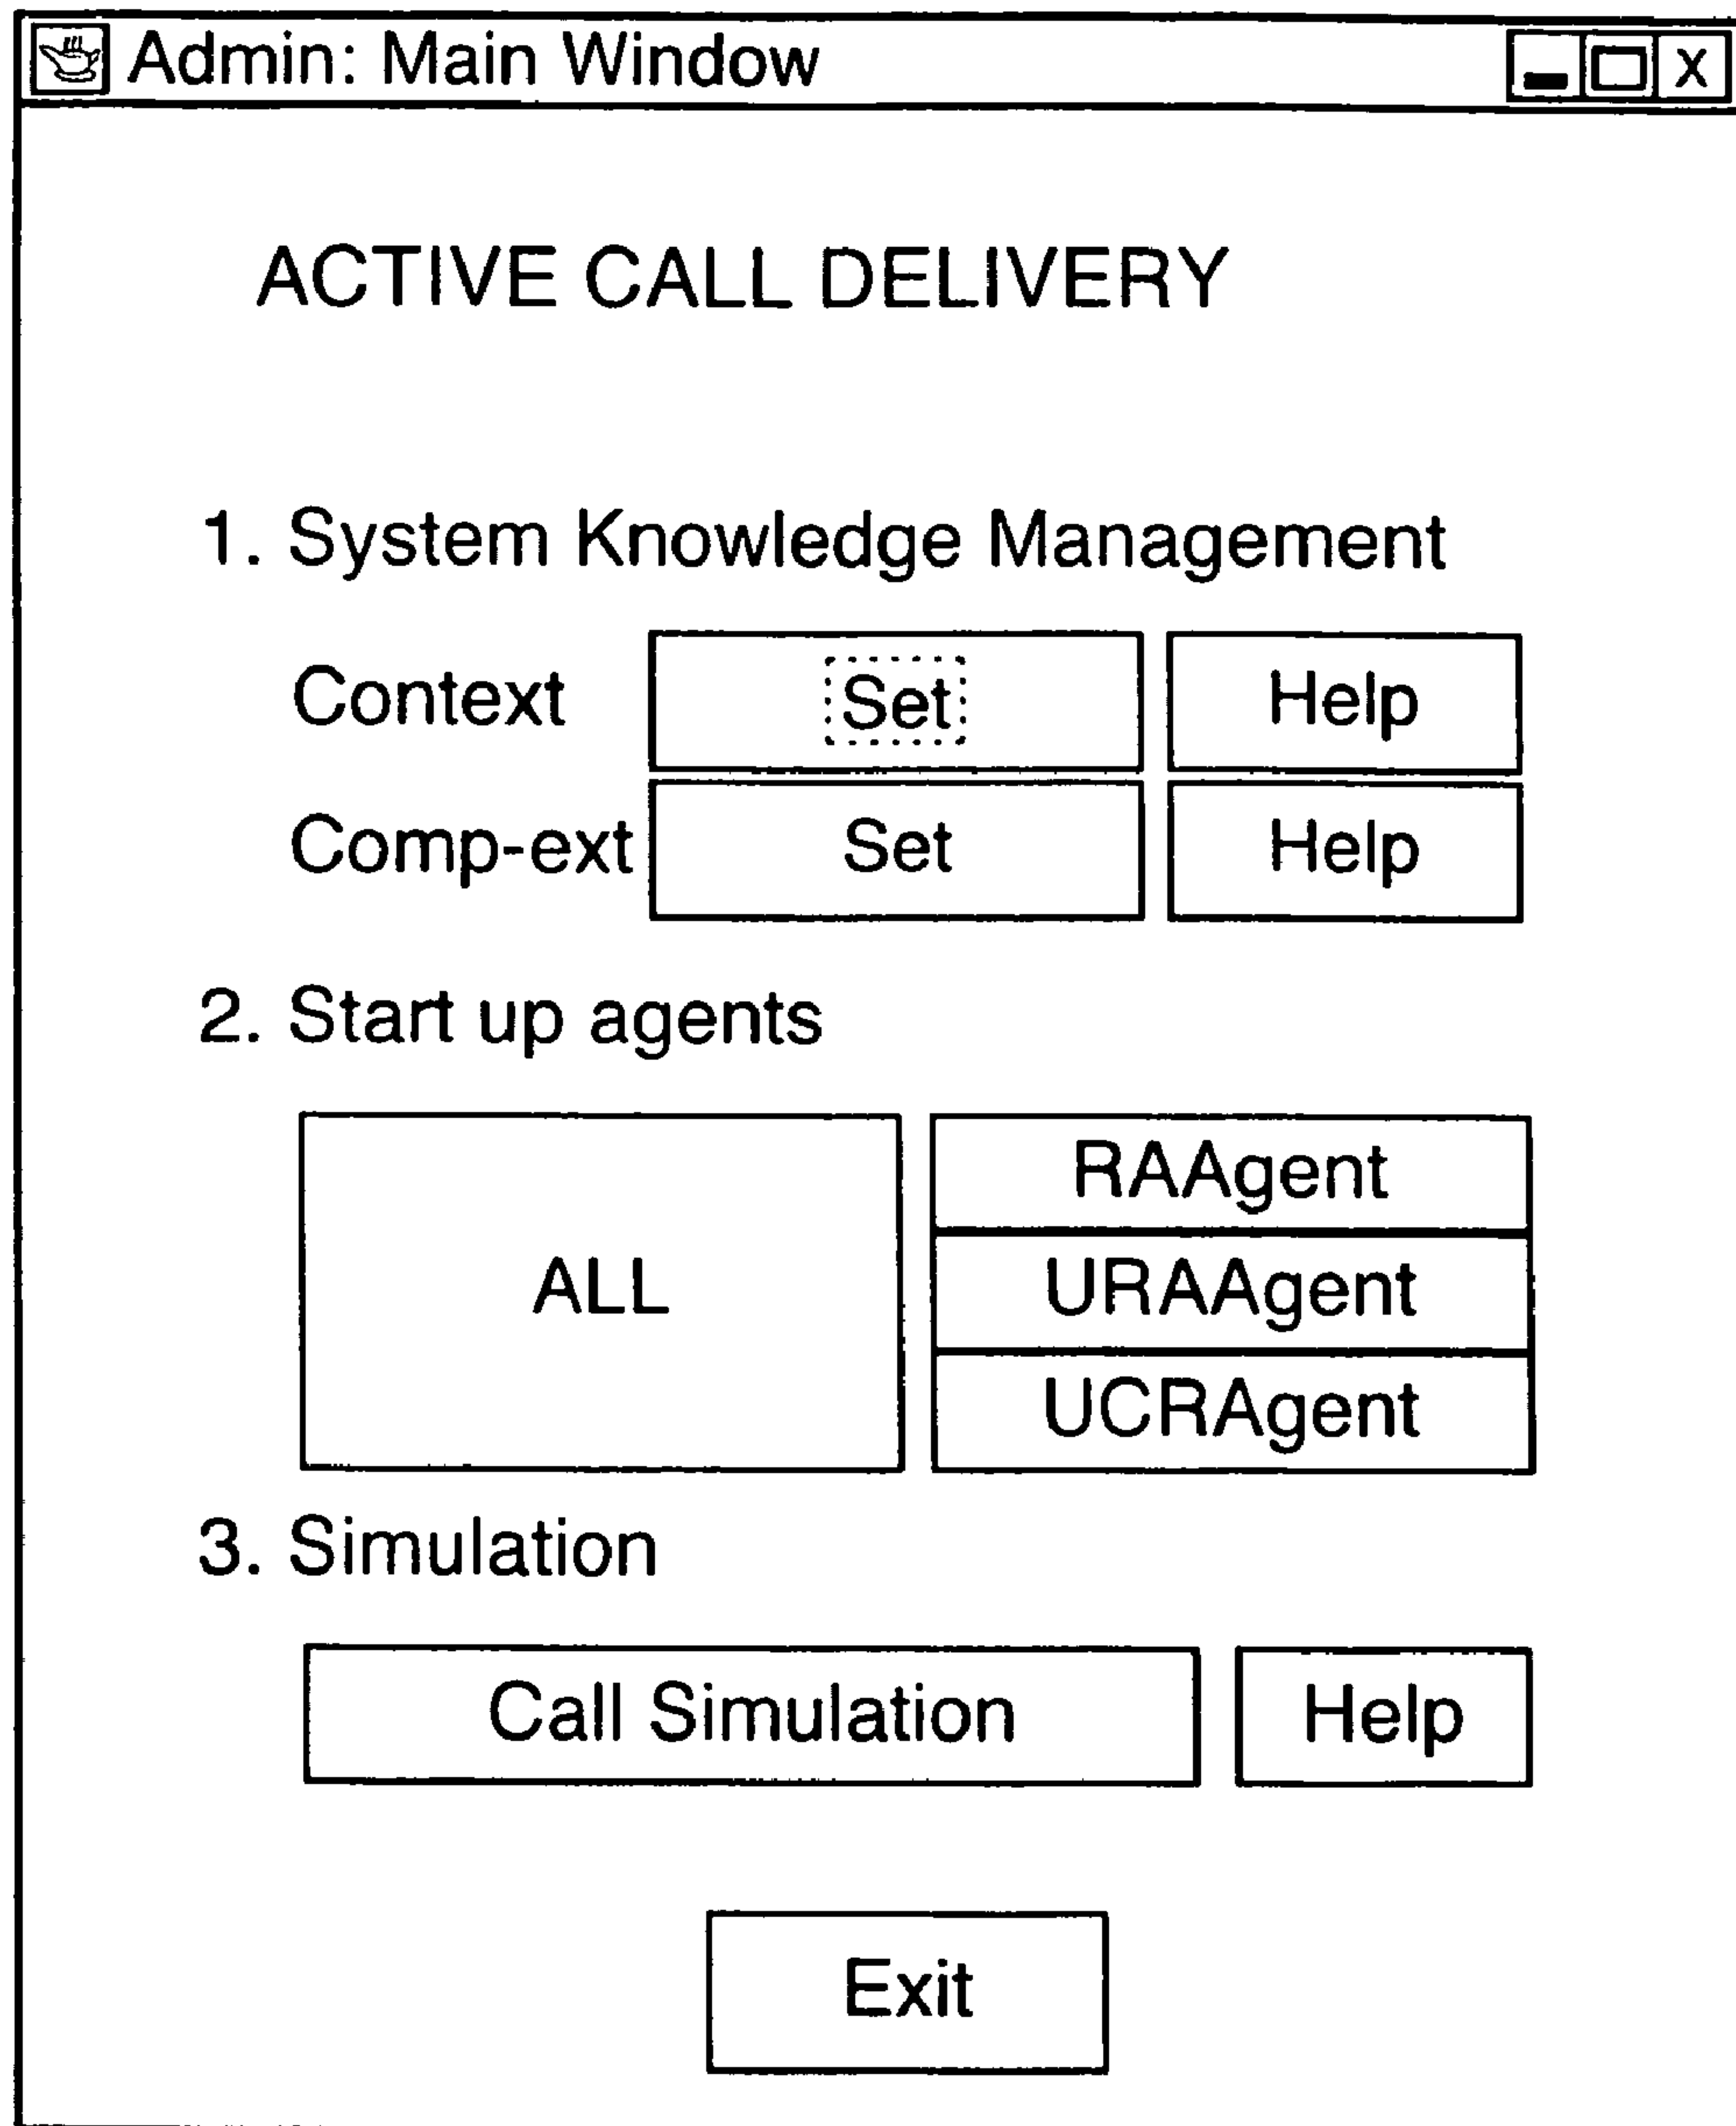 Admin: Main Window
X
ACTIVE CALL DELIVERY
1. System Knowledge Management
Context Set Help
Comp-ext Set Help
2. Start up agents
ALL
RAAgent
URAAgent
UCRAgent
3. Simulation
Call Simulation Help
Exit